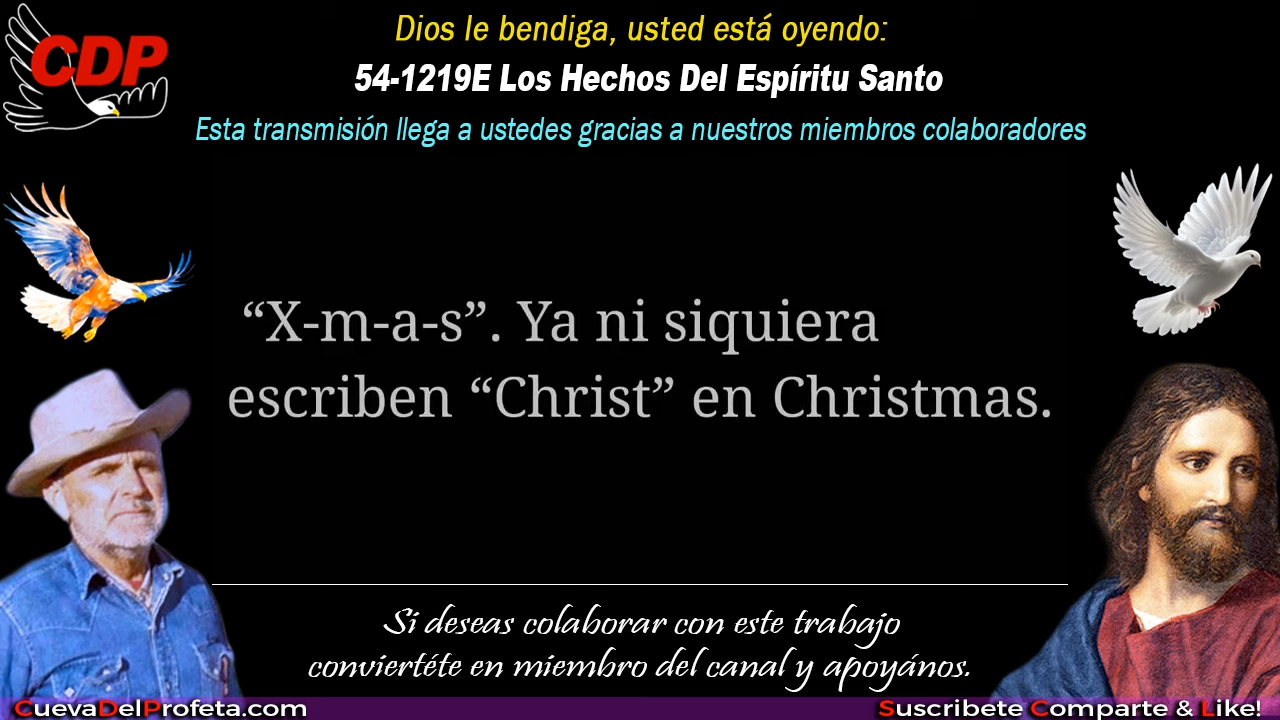 CDP
Dios le bendiga, usted está oyendo:
54-1219E Los Hechos Del Espíritu Santo
Esta transmisión llega a ustedes gracias a nuestros miembros colaboradores
“X-m-a-s”. Ya ni siquiera
escriben “Christ” en Christmas.
Si deseas colaborar con este trabajo
conviertéte en miembro del canal y apoyános.
CuevaDelProfeta.com
Suscribete Comparte & Like!